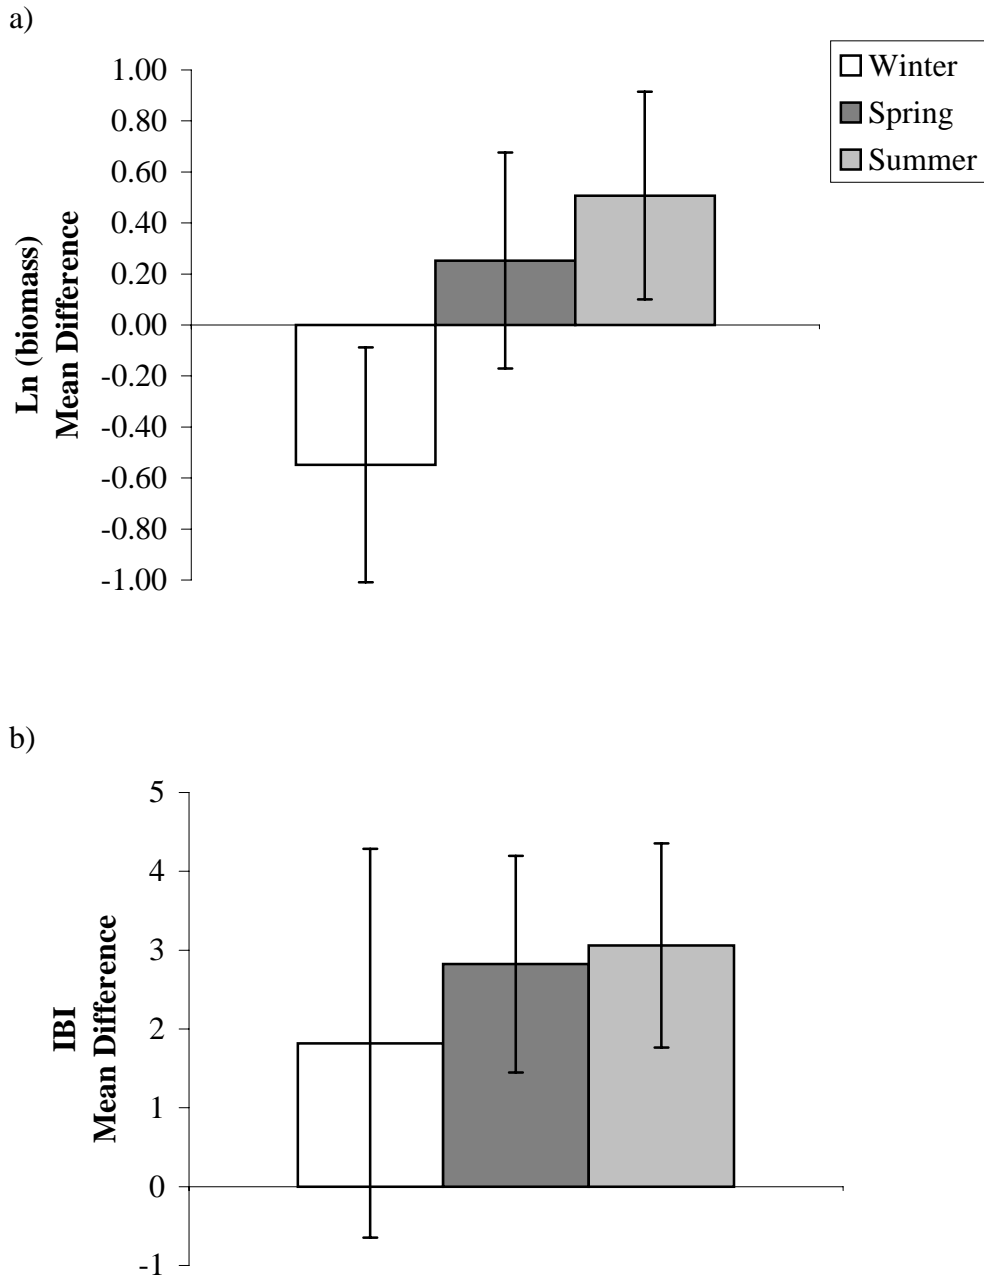 a)
Winter
Spring
Summer
1.00
0.80
0.60
0.40
0.20
0.00
-0.20
-0.40
-0.60
-0.80
-1.00
Ln (biomass)
Mean Difference
b)
5
4
3
2
1
0
-1
IBI
Mean Difference